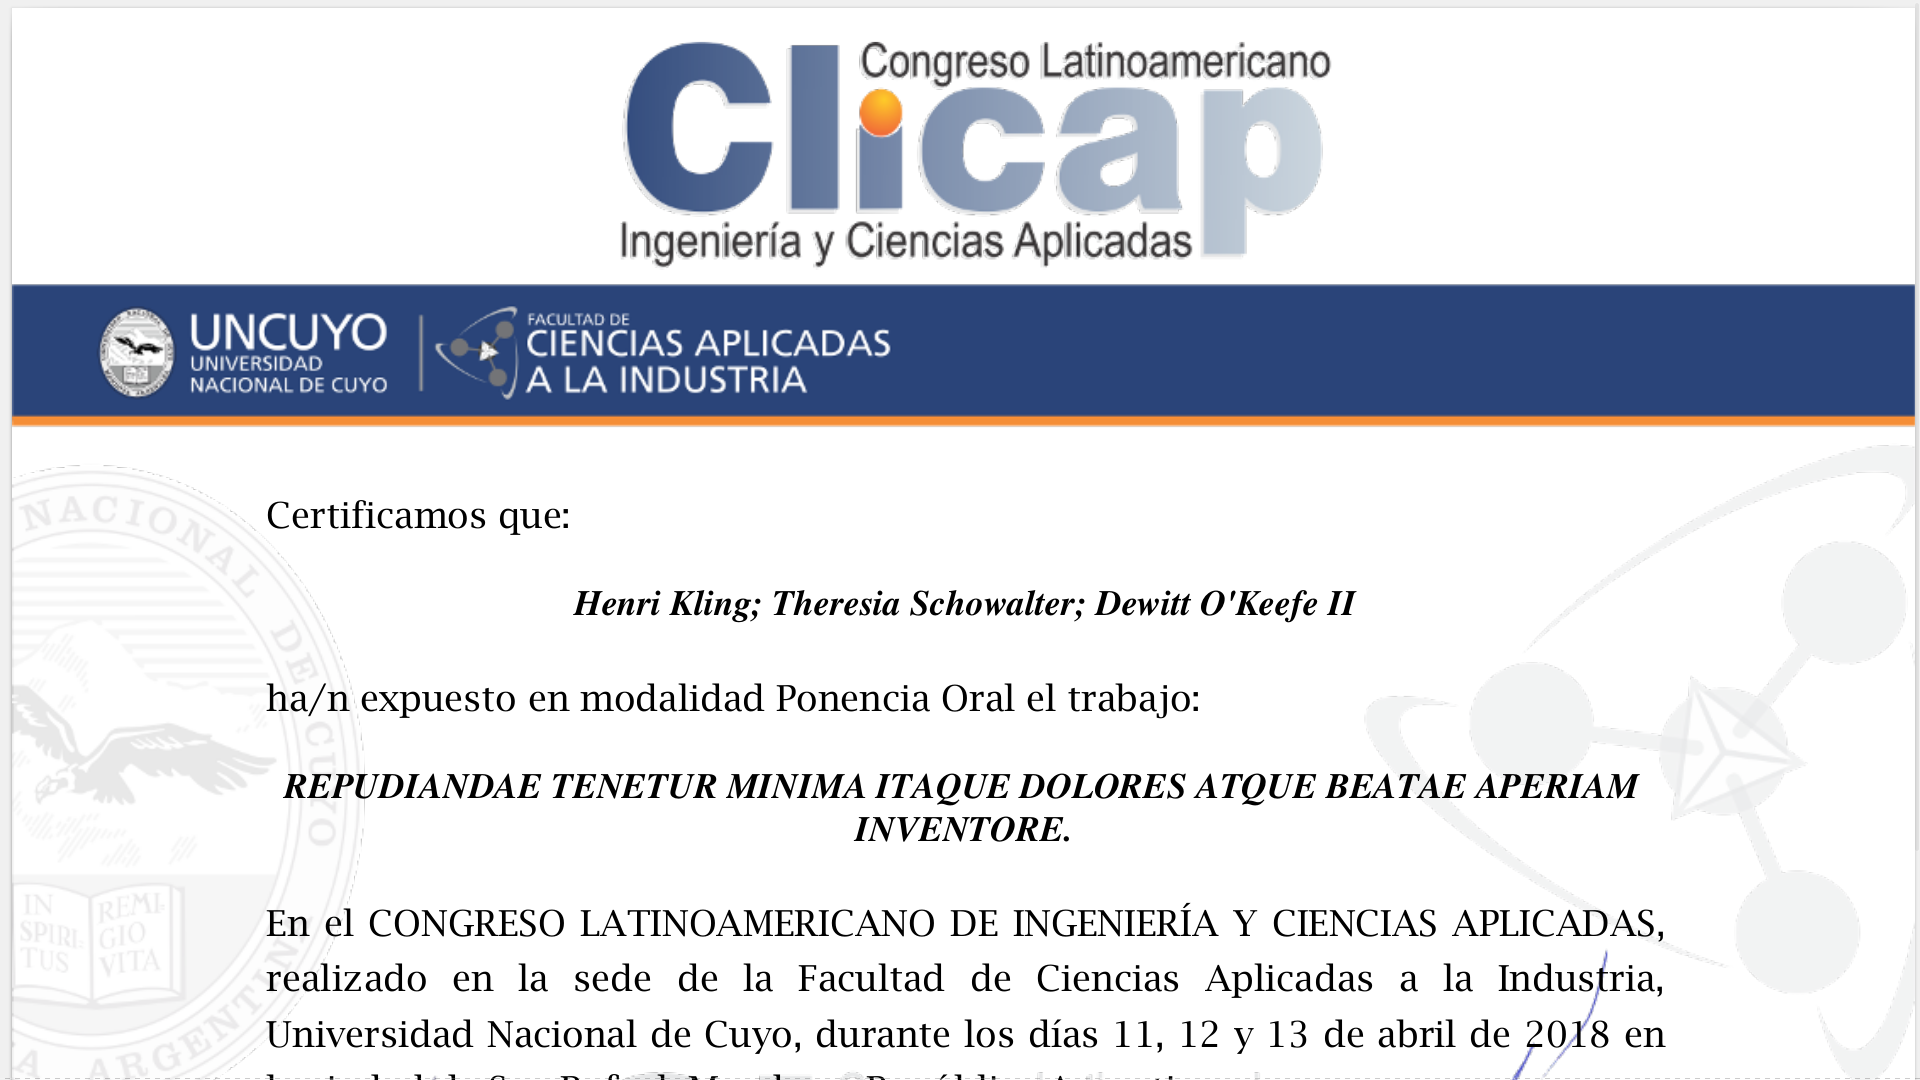 Congreso Latinoamericano
Clicap
Ingeniería y Ciencias Aplicadas
UNCUYO
UNIVERSIDAD
NACIONAL DE CUYO
FACULTAD DE
CIENCIAS APLICADAS
A LA INDUSTRIA
Certificamos que:
Henri Kling; Theresia Schowalter; Dewitt O'Keefe II
ha/n expuesto en modalidad Ponencia Oral el trabajo:
REPUDIANDAE TENETUR MINIMA ITAQUE DOLORES ATQUE BEATAE APERIAM
INVENTORE.
En el CONGRESO LATINOAMERICANO DE INGENIERÍA Y CIENCIAS APLICADAS,
realizado en la sede de la Facultad de Ciencias Aplicadas a la Industria,
Universidad Nacional de Cuyo, durante los días 11, 12 y 13 de abril de 2018 en
NACIONAL DE CUYO
ARGENTINA
IN
SPIRI-
TUS
REMI-
GIO
VITA